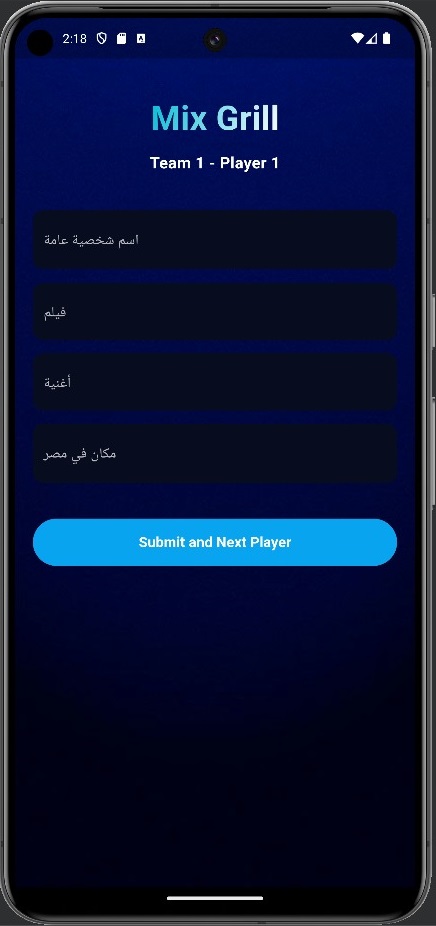 2:18
Mix Grill
Team 1 - Player 1
اسم شخصية عامة
فيلم
أغنية
مكان في مصر
Submit and Next Player